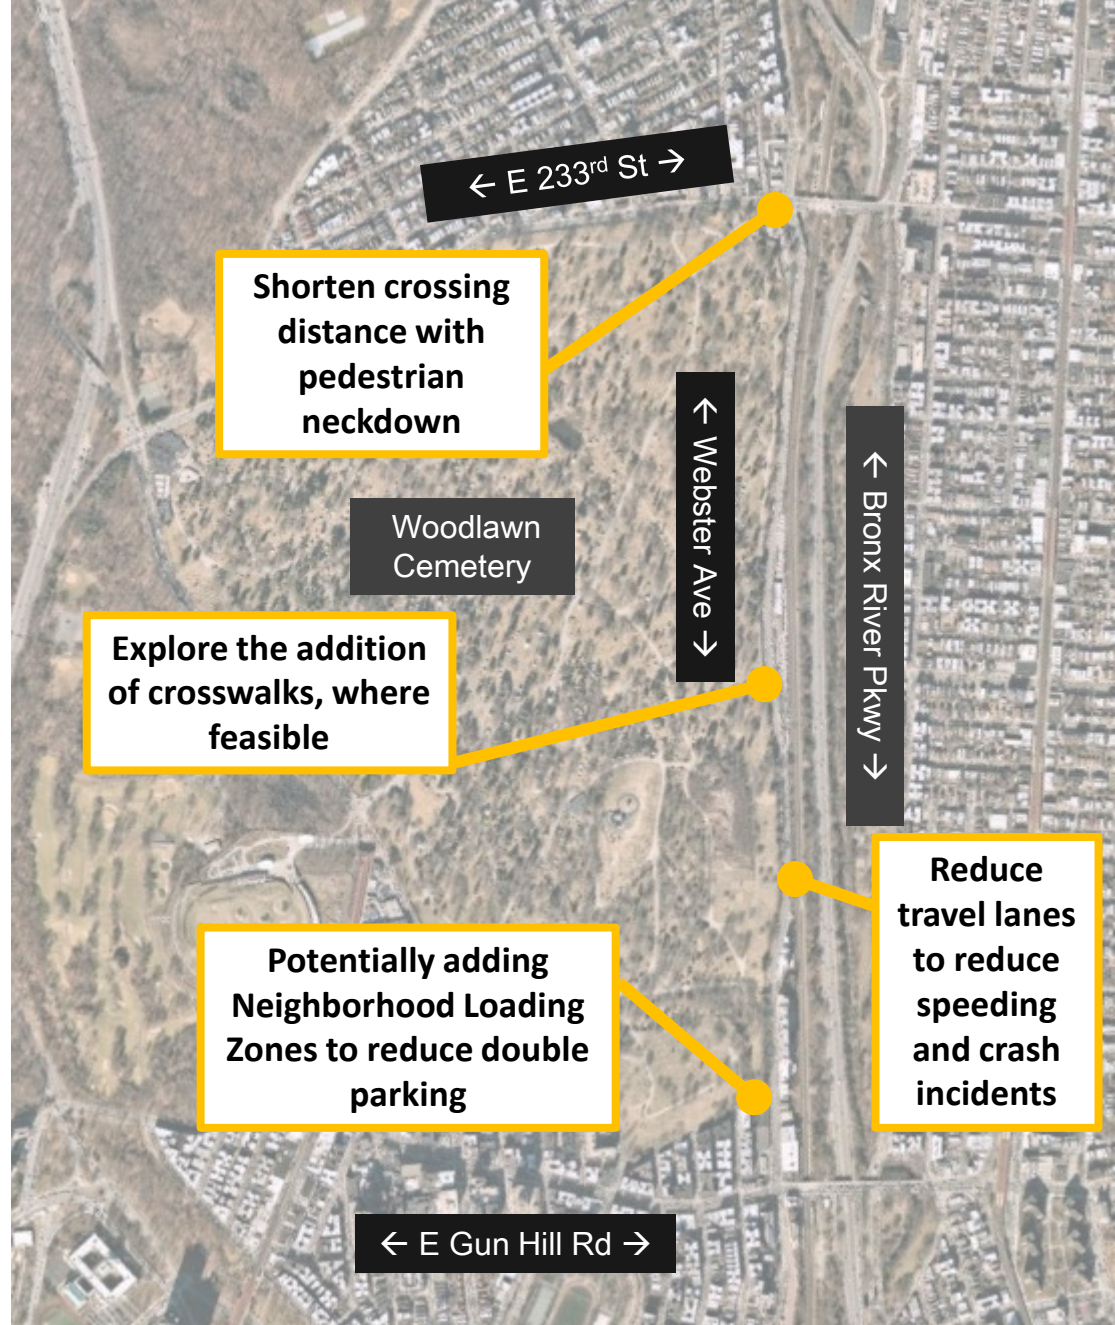 ← E 233rd St →
Shorten crossing
distance with
pedestrian
neckdown
← Webster Ave →
← Bronx River Pkwy →
Woodlawn
Cemetery
Explore the addition
of crosswalks, where
feasible
Reduce
travel lanes
to reduce
speeding
and crash
incidents
Potentially adding
Neighborhood Loading
Zones to reduce double
parking
← E Gun Hill Rd →